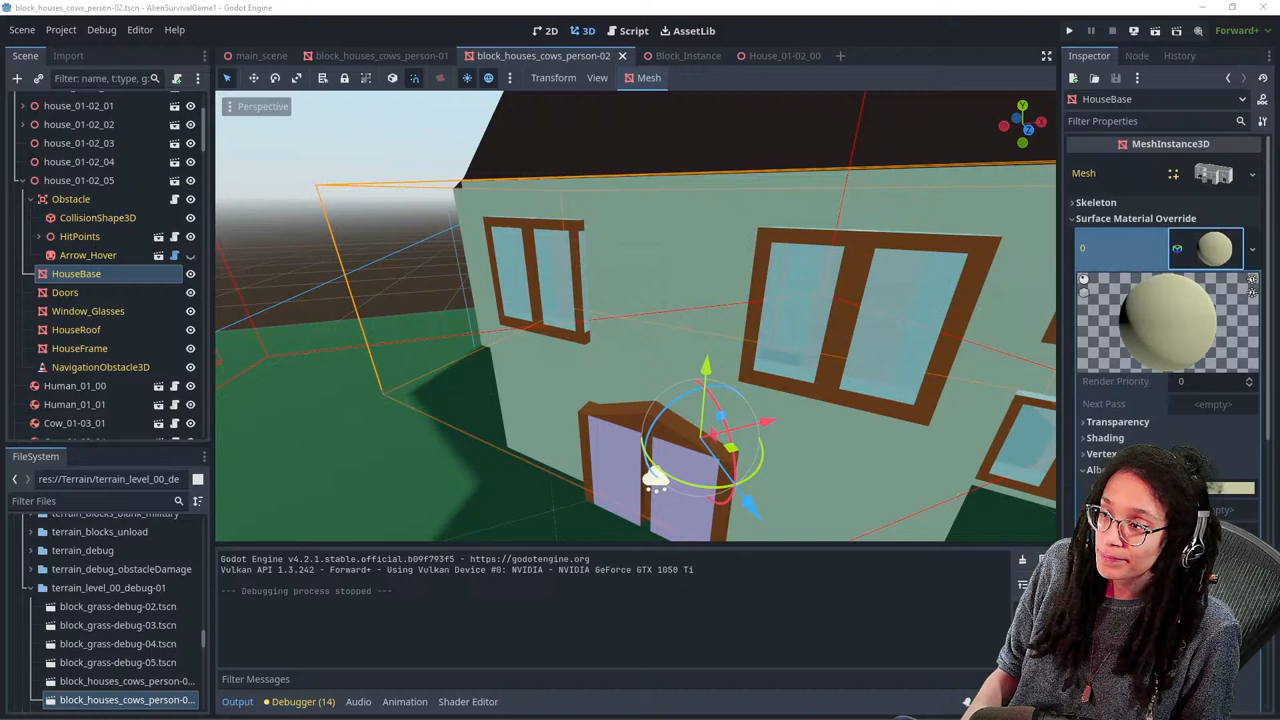 block_houses_cows_person-02.tscn - AlienSurvivalGame1 - Godot Engine
Scene Project Debug Editor Help
2D 3D Script AssetLib
Forward+
Scene Import
main_scene block_houses_cows_person-01 block_houses_cows_person-02 Block_Instance House_01-02_00
Inspector Node History
Filter: name, t:type, g:
Transform View Mesh
HouseBase
Filter Properties
Perspective
Y X Z
house_01-02_01
house_01-02_02
house_01-02_03
house_01-02_04
house_01-02_05
Obstacle
CollisionShape3D
HitPoints
Arrow_Hover
HouseBase
Doors
Window_Glasses
HouseRoof
HouseFrame
NavigationObstacle3D
Human_01_00
Human_01_01
Cow_01-03_01
MeshInstance3D
Mesh
Skeleton
Surface Material Override
0
Render Priority 0
Next Pass <empty>
Transparency
Shading
Vertex
FileSystem
res://Terrain/terrain_level_00_de
Filter Files
terrain_blocks_blank_military
terrain_blocks_unload
terrain_debug
terrain_debug_obstacleDamage
terrain_level_00_debug-01
block_grass-debug-02.tscn
block_grass-debug-03.tscn
block_grass-debug-04.tscn
block_grass-debug-05.tscn
block_houses_cows_person-0...
block_houses_cows_person-0...
Godot Engine v4.2.1.stable.official.b09f793f5 - https://godotengine.org
Vulkan API 1.3.242 - Forward+ - Using Vulkan Device #0: NVIDIA - NVIDIA GeForce GTX 1050 Ti
--- Debugging process stopped ---
Filter Messages
Output Debugger (14) Audio Animation Shader Editor